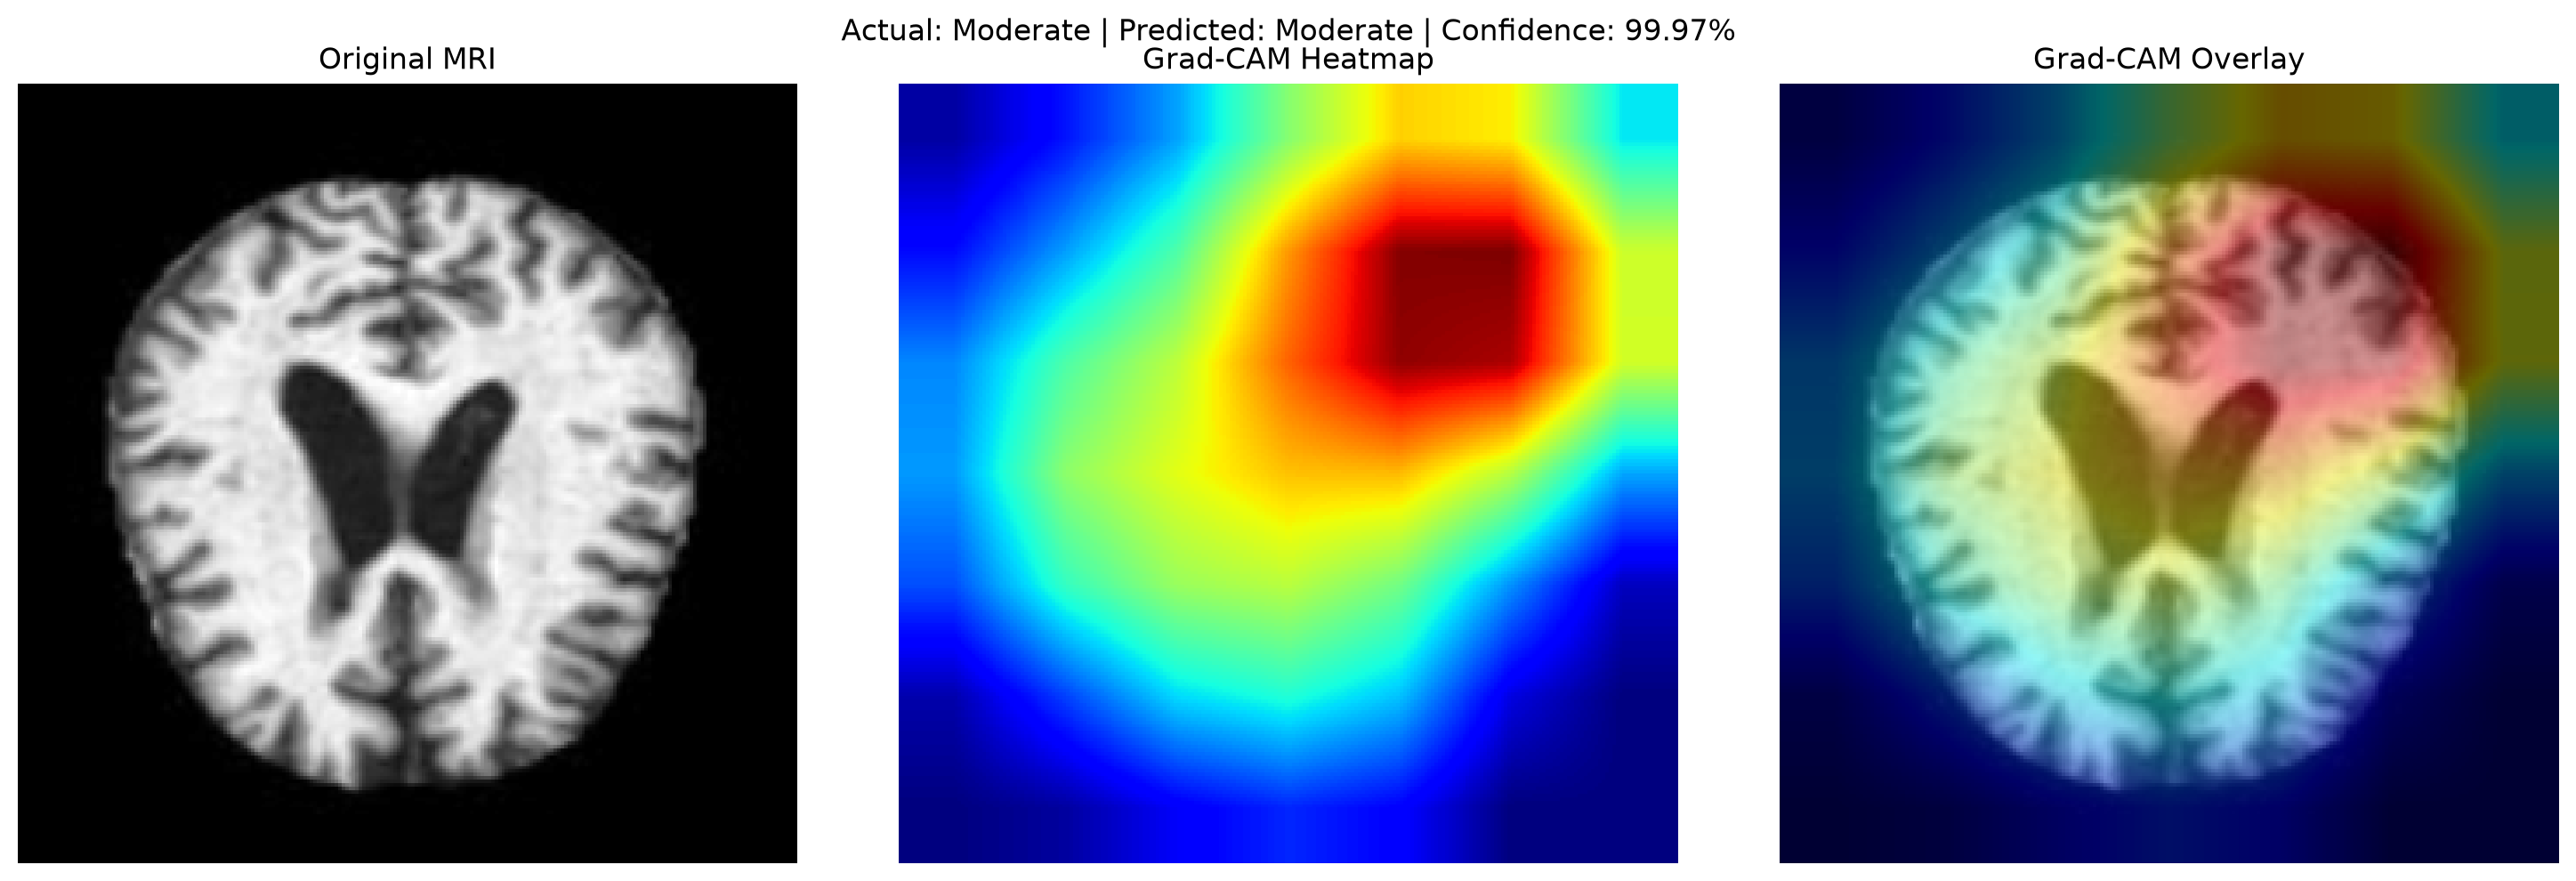 Actual: Moderate | Predicted: Moderate | Confidence: 99.97%
Original MRI
Grad-CAM Heatmap
Grad-CAM Overlay